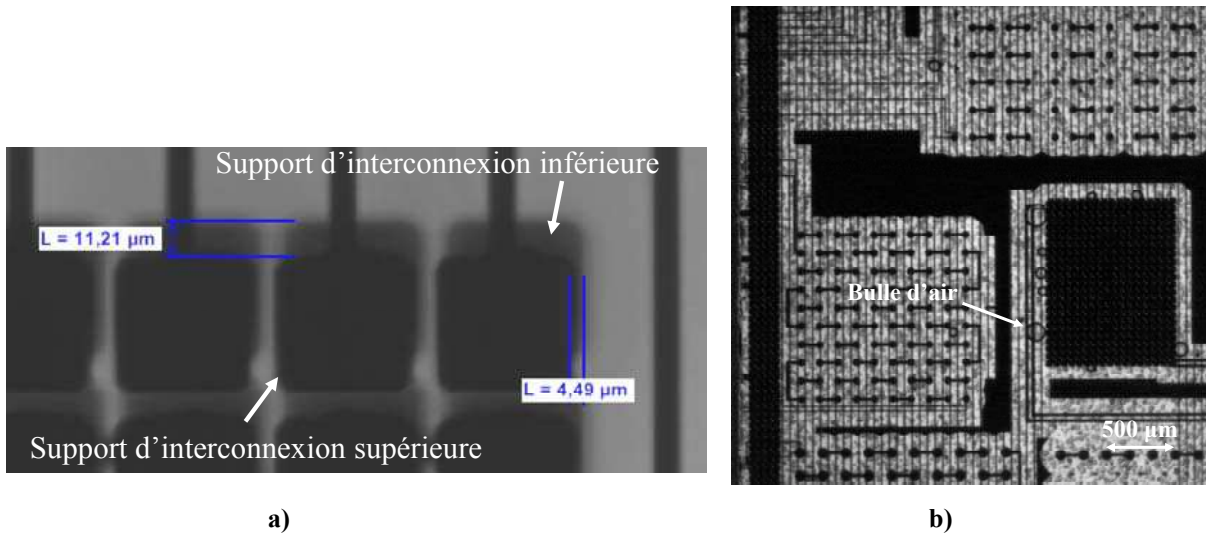 Support d'interconnexion inférieure
L = 11,21 µm
L = 4,49 µm
Support d'interconnexion supérieure
a)
Bulle d'air
500 µm
b)